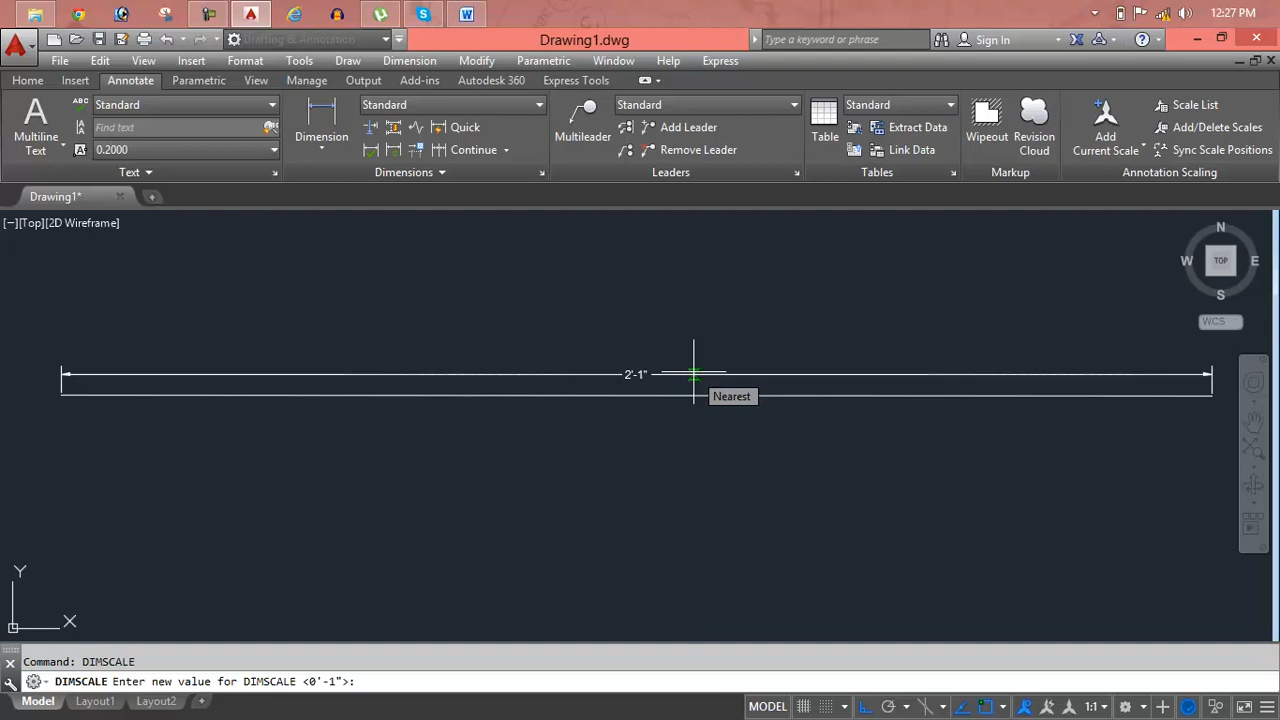 12:27 PM
Drafting & Annotation
Drawing1.dwg
Type a keyword or phrase
Sign In
File Edit View Insert Format Tools Draw Dimension Modify Parametric Window Help Express
Home Insert Annotate Parametric View Manage Output Add-ins Autodesk 360 Express Tools
Multiline Text
ABC
Standard
Find text
0.2000
Text
Dimension
Standard
Quick
Continue
Dimensions
Multileader
Standard
Add Leader
Remove Leader
Leaders
Table
Standard
Extract Data
Link Data
Tables
Wipeout
Revision Cloud
Markup
Add Current Scale
Scale List
Add/Delete Scales
Sync Scale Positions
Annotation Scaling
Drawing1*
[−][Top][2D Wireframe]
N
W TOP E
S
WCS
2'-1"
Nearest
Y
X
Command: DIMSCALE
DIMSCALE Enter new value for DIMSCALE <0'-1">:
Model Layout1 Layout2
MODEL
1:1